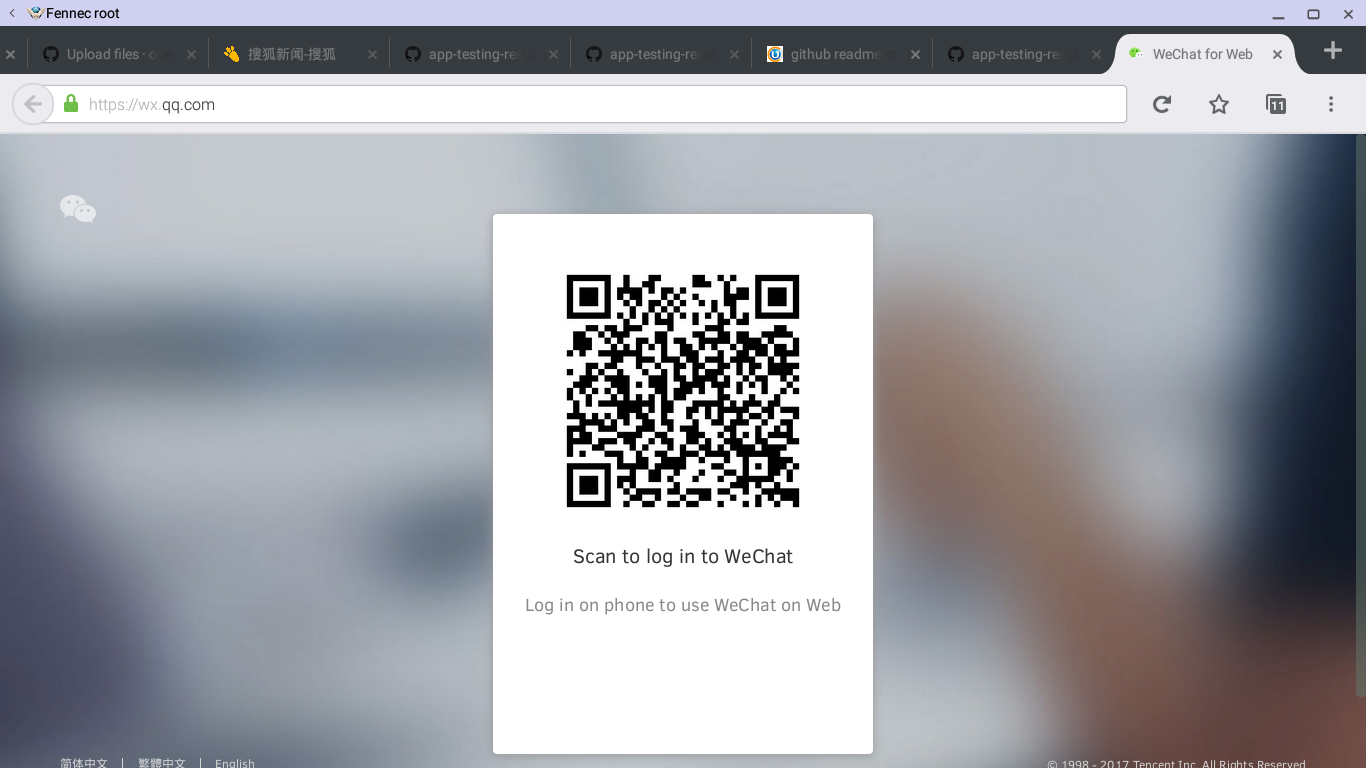 Fennec root
Upload files ·
搜狐新闻-搜狐
app-testing-re
app-testing-re
github readme
app-testing-re
WeChat for Web
https://wx.qq.com
11
Scan to log in to WeChat
Log in on phone to use WeChat on Web
简体中文 | 繁體中文 | English
© 1998 - 2017 Tencent Inc. All Rights Reserved